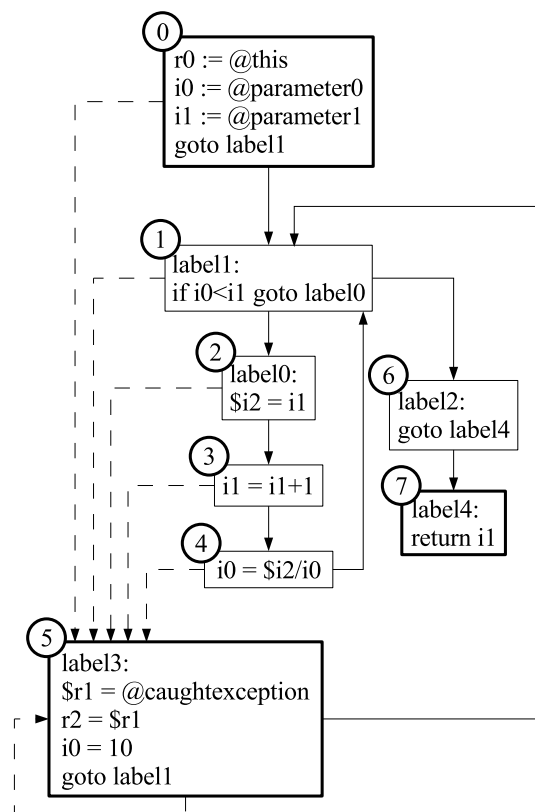 0
r0 := @this
i0 := @parameter0
i1 := @parameter1
goto label1
1
label1:
if i0<i1 goto label0
2
label0:
$i2 = i1
3
i1 = i1+1
4
i0 = $i2/i0
6
label2:
goto label4
7
label4:
return i1
5
label3:
$r1 = @caughtexception
r2 = $r1
i0 = 10
goto label1